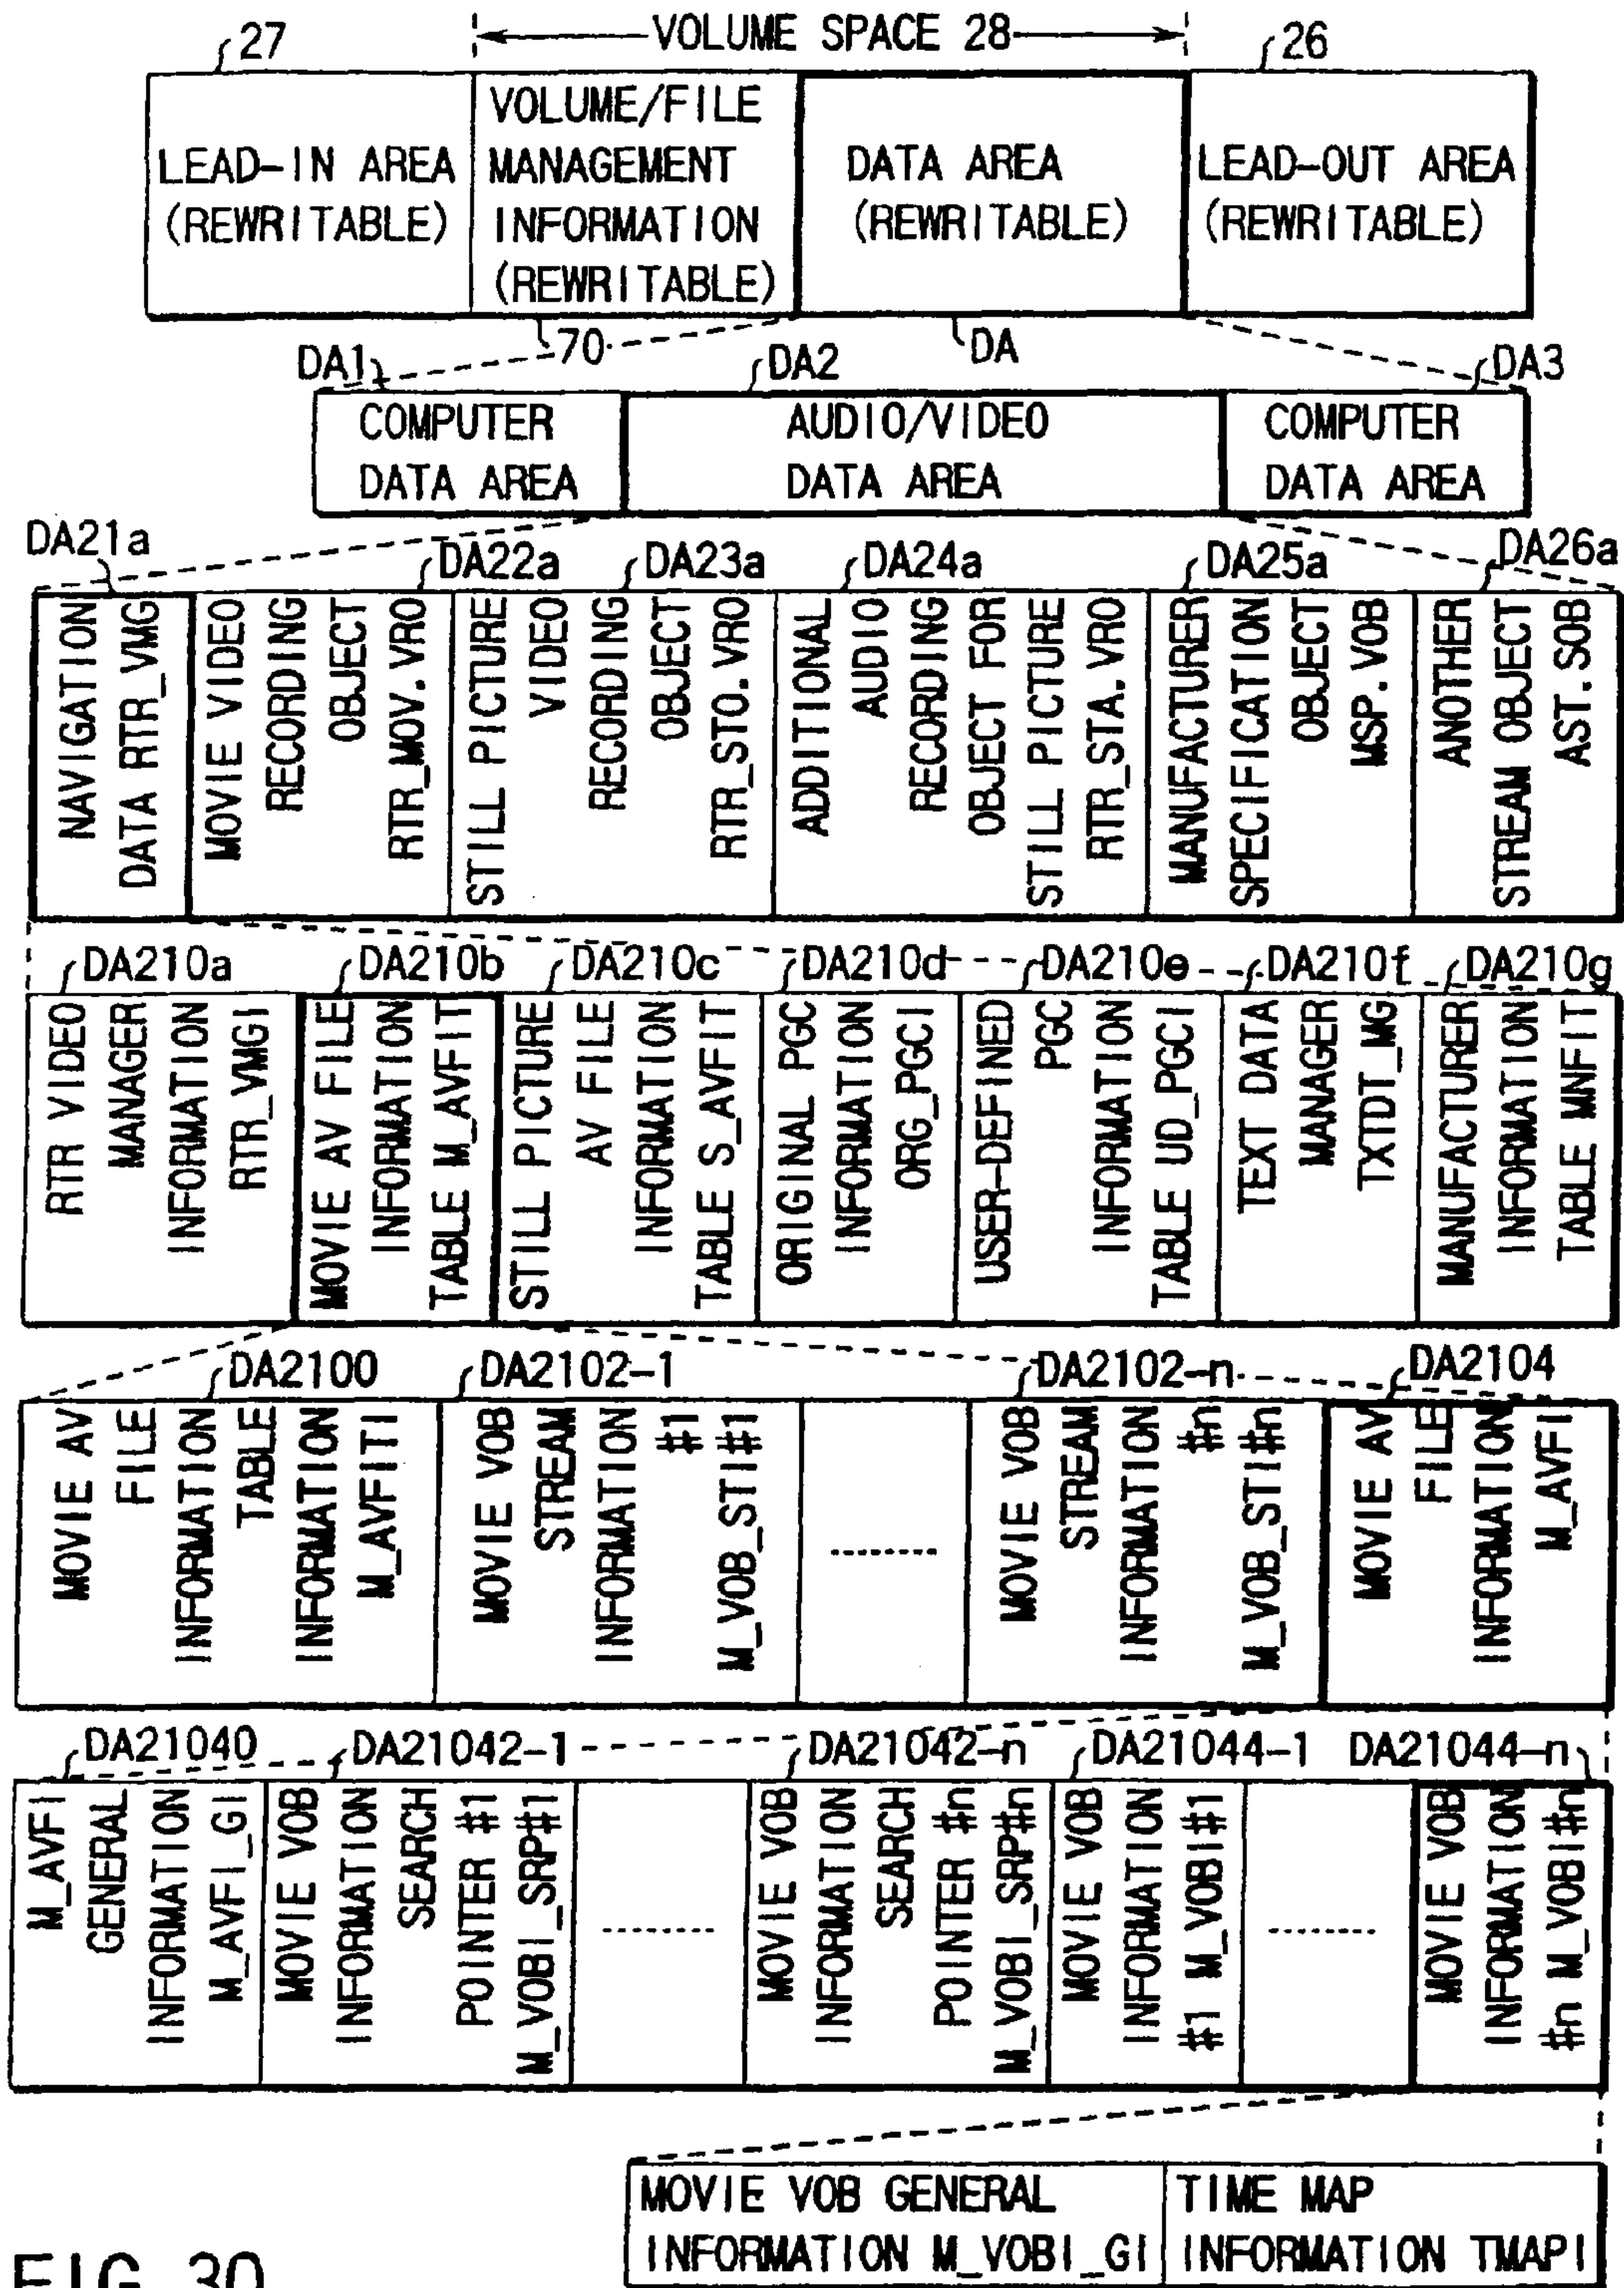 27
VOLUME SPACE 28
26
LEAD-IN AREA
(REWRITABLE)
VOLUME/FILE
MANAGEMENT
INFORMATION
(REWRITABLE)
DATA AREA
(REWRITABLE)
LEAD-OUT AREA
(REWRITABLE)
70
DA
DA1
DA2
DA3
COMPUTER
DATA AREA
AUDIO/VIDEO
DATA AREA
COMPUTER
DATA AREA
DA21a
DA22a
DA23a
DA24a
DA25a
DA26a
NAVIGATION
DATA RTR_VMG
MOVIE VIDEO
RECORDING
OBJECT
RTR_MOV.VRO
STILL PICTURE
VIDEO
RECORDING
OBJECT
RTR_STO.VRO
ADDITIONAL
AUDIO
RECORDING
OBJECT FOR
STILL PICTURE
RTR_STA.VRO
MANUFACTURER
SPECIFICATION
OBJECT
MSP.VOB
ANOTHER
STREAM OBJECT
AST.SOB
DA210a
DA210b
DA210c
DA210d
DA210e
DA210f
DA210g
RTR VIDEO
MANAGER
INFORMATION
RTR_VMGI
MOVIE AV FILE
INFORMATION
TABLE M_AVFIT
STILL PICTURE
AV FILE
INFORMATION
TABLE S_AVFIT
ORIGINAL PGC
INFORMATION
ORG_PGCI
USER-DEFINED
PGC
INFORMATION
TABLE UD_PGCI
TEXT DATA
MANAGER
TXTDT_MG
MANUFACTURER
INFORMATION
TABLE MNFIT
DA2100
DA2102-1
DA2102-n
DA2104
MOVIE AV
FILE
INFORMATION
TABLE
INFORMATION
M_AVFITI
MOVIE VOB
STREAM
INFORMATION
#1
M_VOB_STI#1
MOVIE VOB
STREAM
INFORMATION
#n
M_VOB_STI#n
MOVIE AV
FILE
INFORMATION
M_AVFI
DA21040
DA21042-1
DA21042-n
DA21044-1
DA21044-n
M_AVFI
GENERAL
INFORMATION
M_AVFI_GI
MOVIE VOB
INFORMATION
SEARCH
POINTER #1
M_VOBI_SRP#1
MOVIE VOB
INFORMATION
SEARCH
POINTER #n
M_VOBI_SRP#n
MOVIE VOB
INFORMATION
#1 M_VOBI#1
MOVIE VOB
INFORMATION
#n M_VOBI#n
MOVIE VOB GENERAL
INFORMATION M_VOBI_GI
TIME MAP
INFORMATION TMAPI
FIG. 30